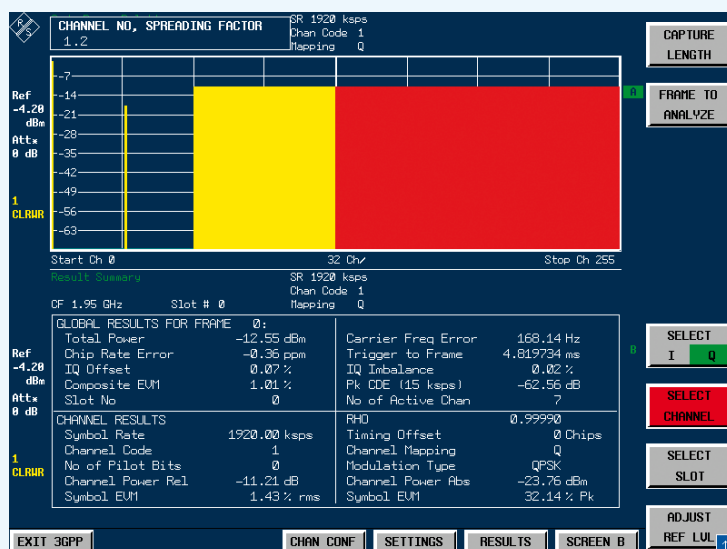 R/S
CHANNEL NO, SPREADING FACTOR
1.2
SR 1920 ksps
Chan Code 1
Mapping Q
CAPTURE
LENGTH
FRAME TO
ANALYZE
A
Ref
-4.20
dBm
Att*
0 dB
1
CLRWR
-7
-14
-21
-28
-35
-42
-49
-56
-63
Start Ch 0 32 Ch/ Stop Ch 255
Result Summary SR 1920 ksps
Chan Code 1
CF 1.95 GHz Slot # 0 Mapping Q
GLOBAL RESULTS FOR FRAME 0:
Total Power -12.55 dBm Carrier Freq Error 168.14 Hz
Chip Rate Error -0.36 ppm Trigger to Frame 4.819734 ms
IQ Offset 0.07 % IQ Imbalance 0.02 %
Composite EVM 1.01 % Pk CDE (15 ksps) -62.56 dB
Slot No 0 No of Active Chan 7
CHANNEL RESULTS RHO 0.99990
Symbol Rate 1920.00 ksps Timing Offset 0 Chips
Channel Code 1 Channel Mapping Q
No of Pilot Bits 0 Modulation Type QPSK
Channel Power Rel -11.21 dB Channel Power Abs -23.76 dBm
Symbol EVM 1.43 % rms Symbol EVM 32.14 % Pk
Ref
-4.20
dBm
Att*
0 dB
1
CLRWR
B
SELECT
I Q
SELECT
CHANNEL
SELECT
SLOT
ADJUST
REF LVL
EXIT 3GPP CHAN CONF SETTINGS RESULTS SCREEN B